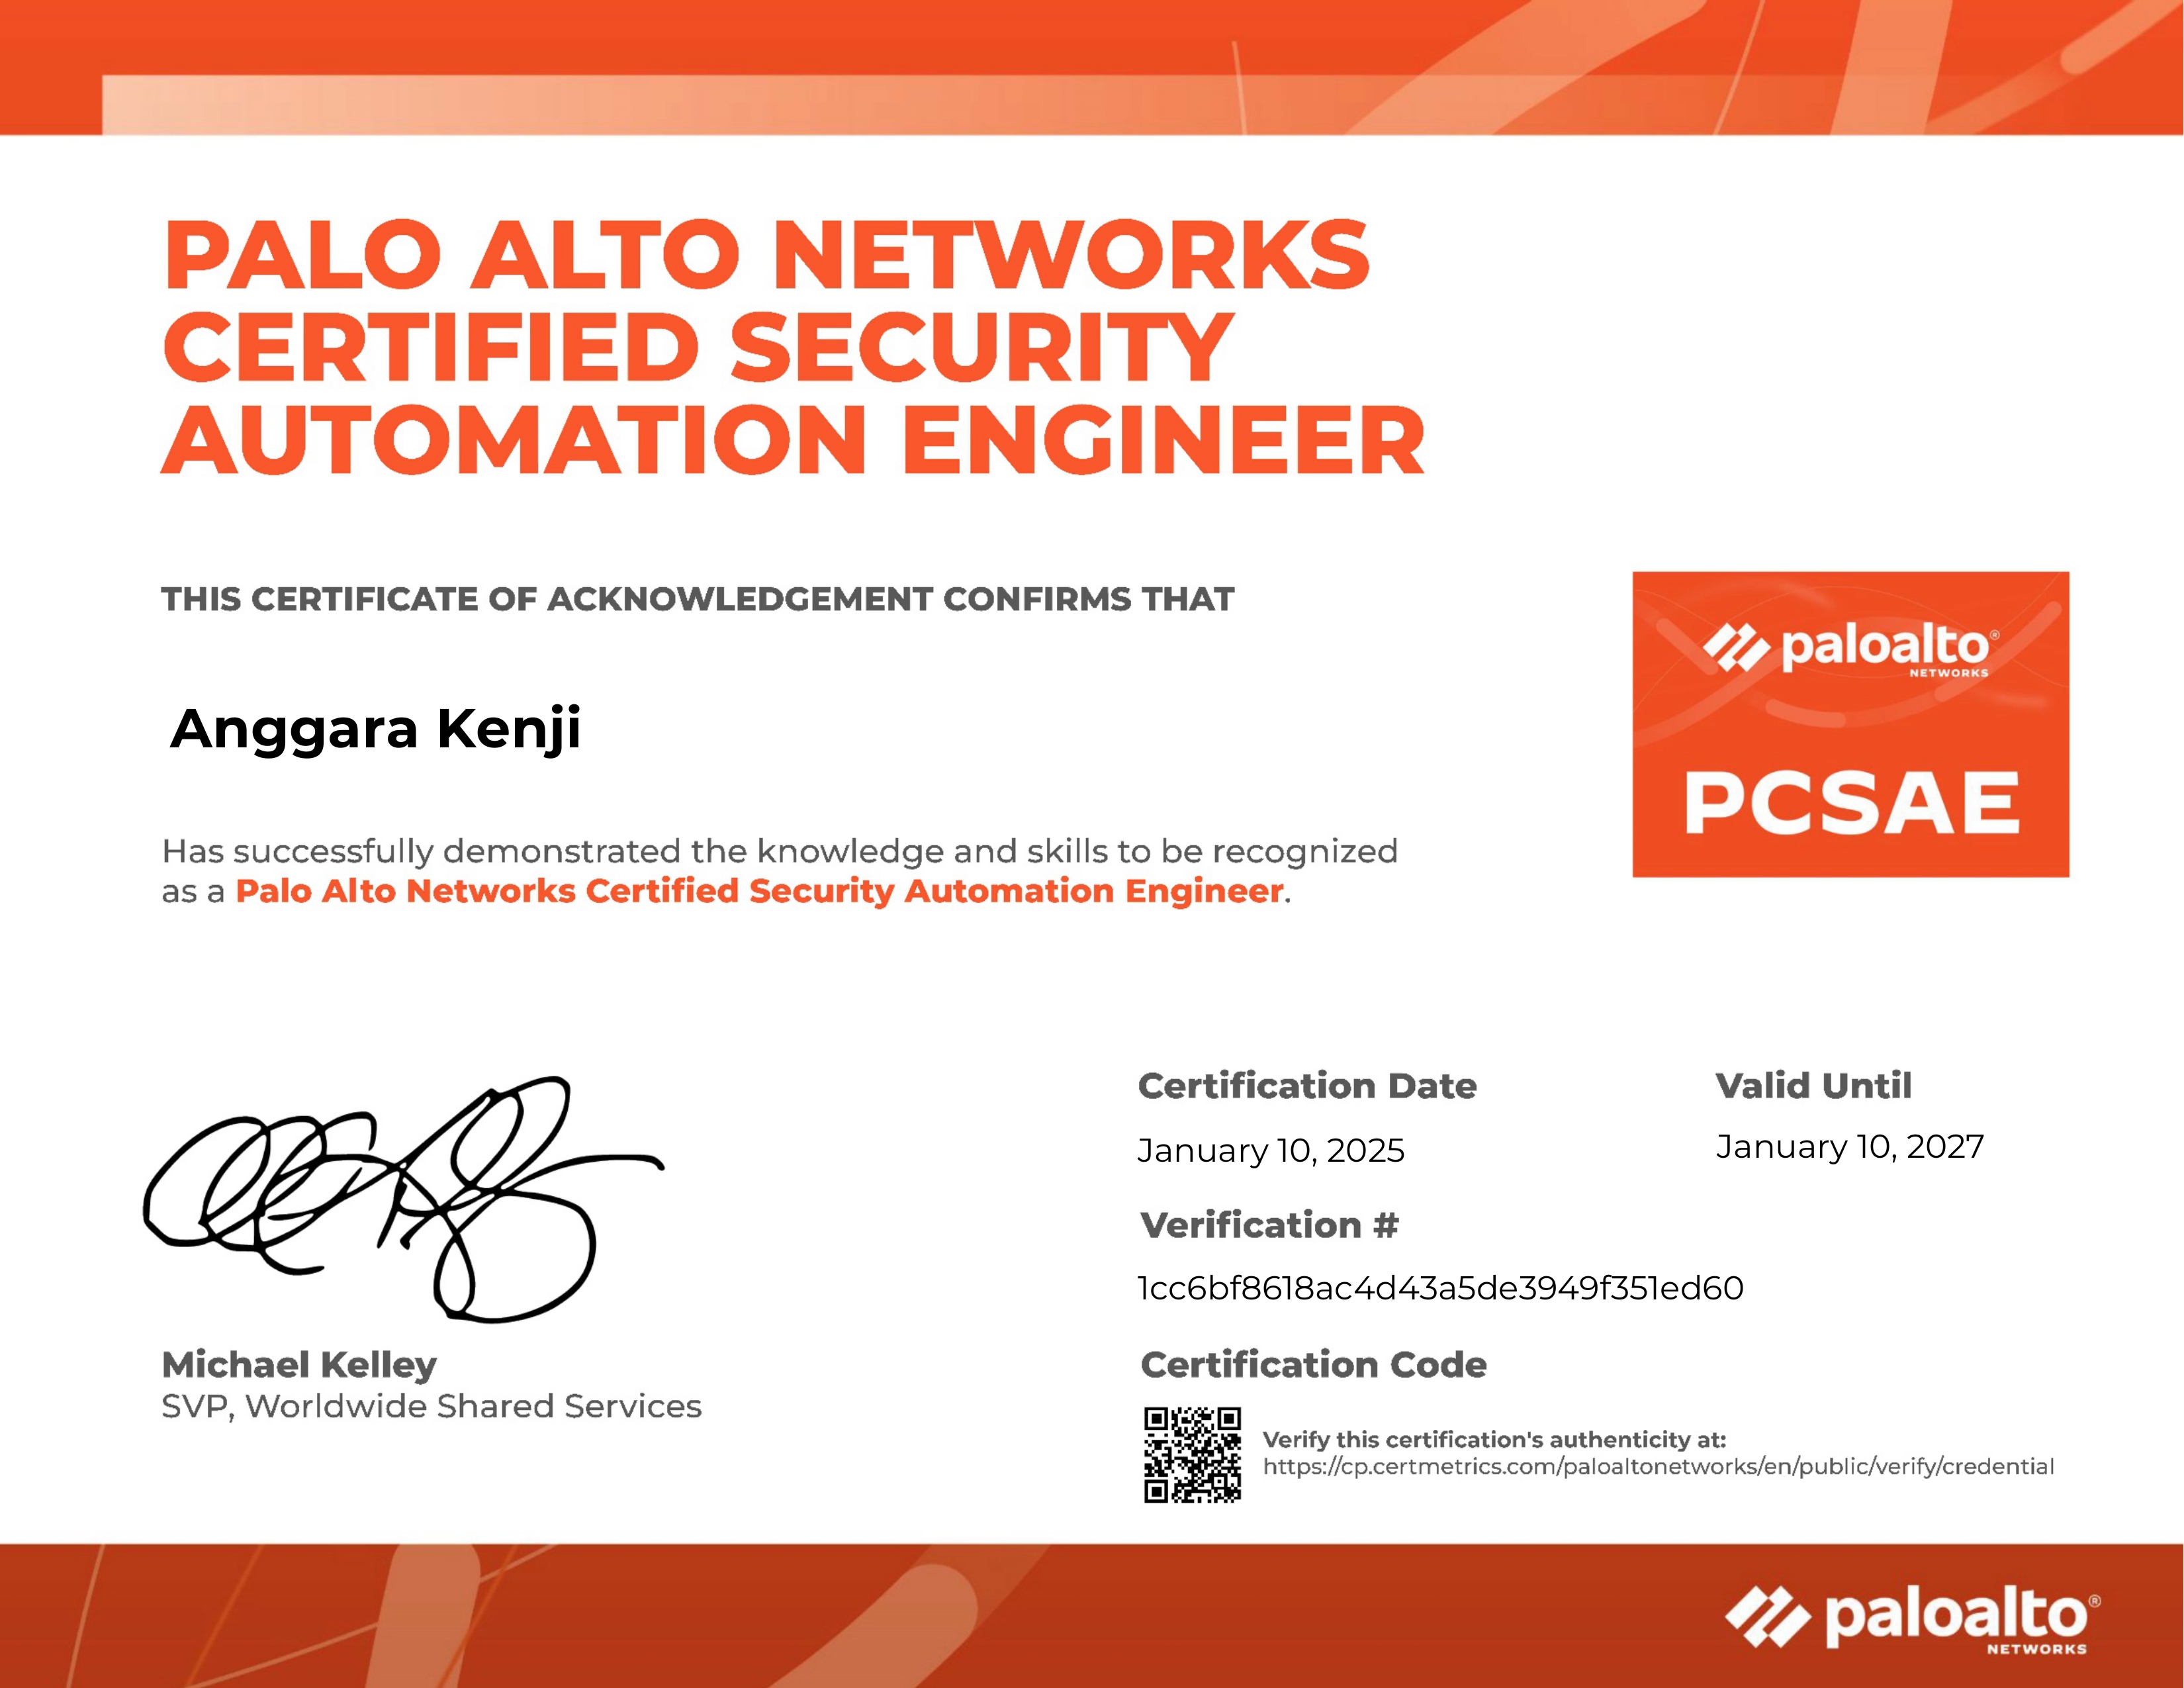 PALO ALTO NETWORKS
CERTIFIED SECURITY
AUTOMATION ENGINEER
THIS CERTIFICATE OF ACKNOWLEDGEMENT CONFIRMS THAT
Anggara Kenji
Has successfully demonstrated the knowledge and skills to be recognized
as a Palo Alto Networks Certified Security Automation Engineer.
paloalto®
NETWORKS
PCSAE
Michael Kelley
SVP, Worldwide Shared Services
Certification Date
January 10, 2025
Valid Until
January 10, 2027
Verification #
1cc6bf8618ac4d43a5de3949f351ed60
Certification Code
Verify this certification's authenticity at:
https://cp.certmetrics.com/paloaltonetworks/en/public/verify/credential
paloalto®
NETWORKS